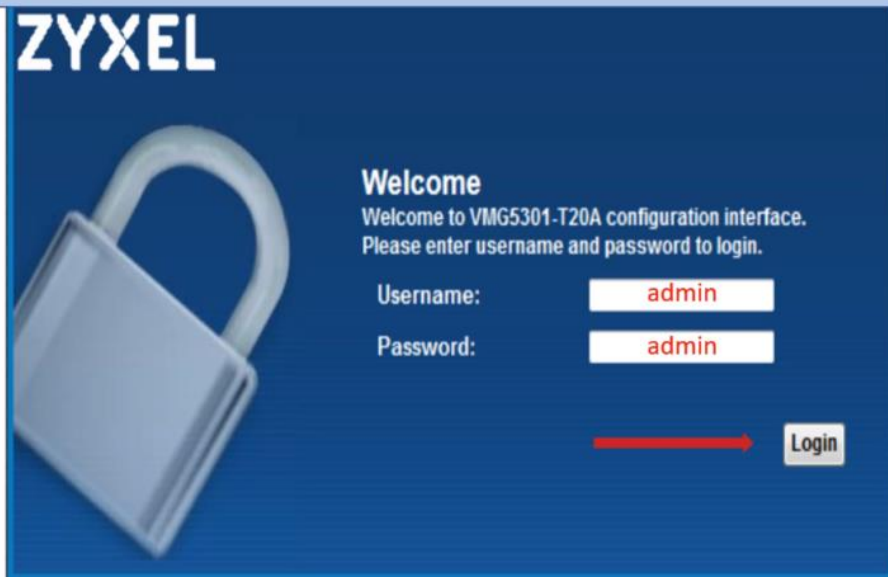 ZYXEL
Welcome
Welcome to VMG5301-T20A configuration interface.
Please enter username and password to login.
Username: admin
Password: admin
Login